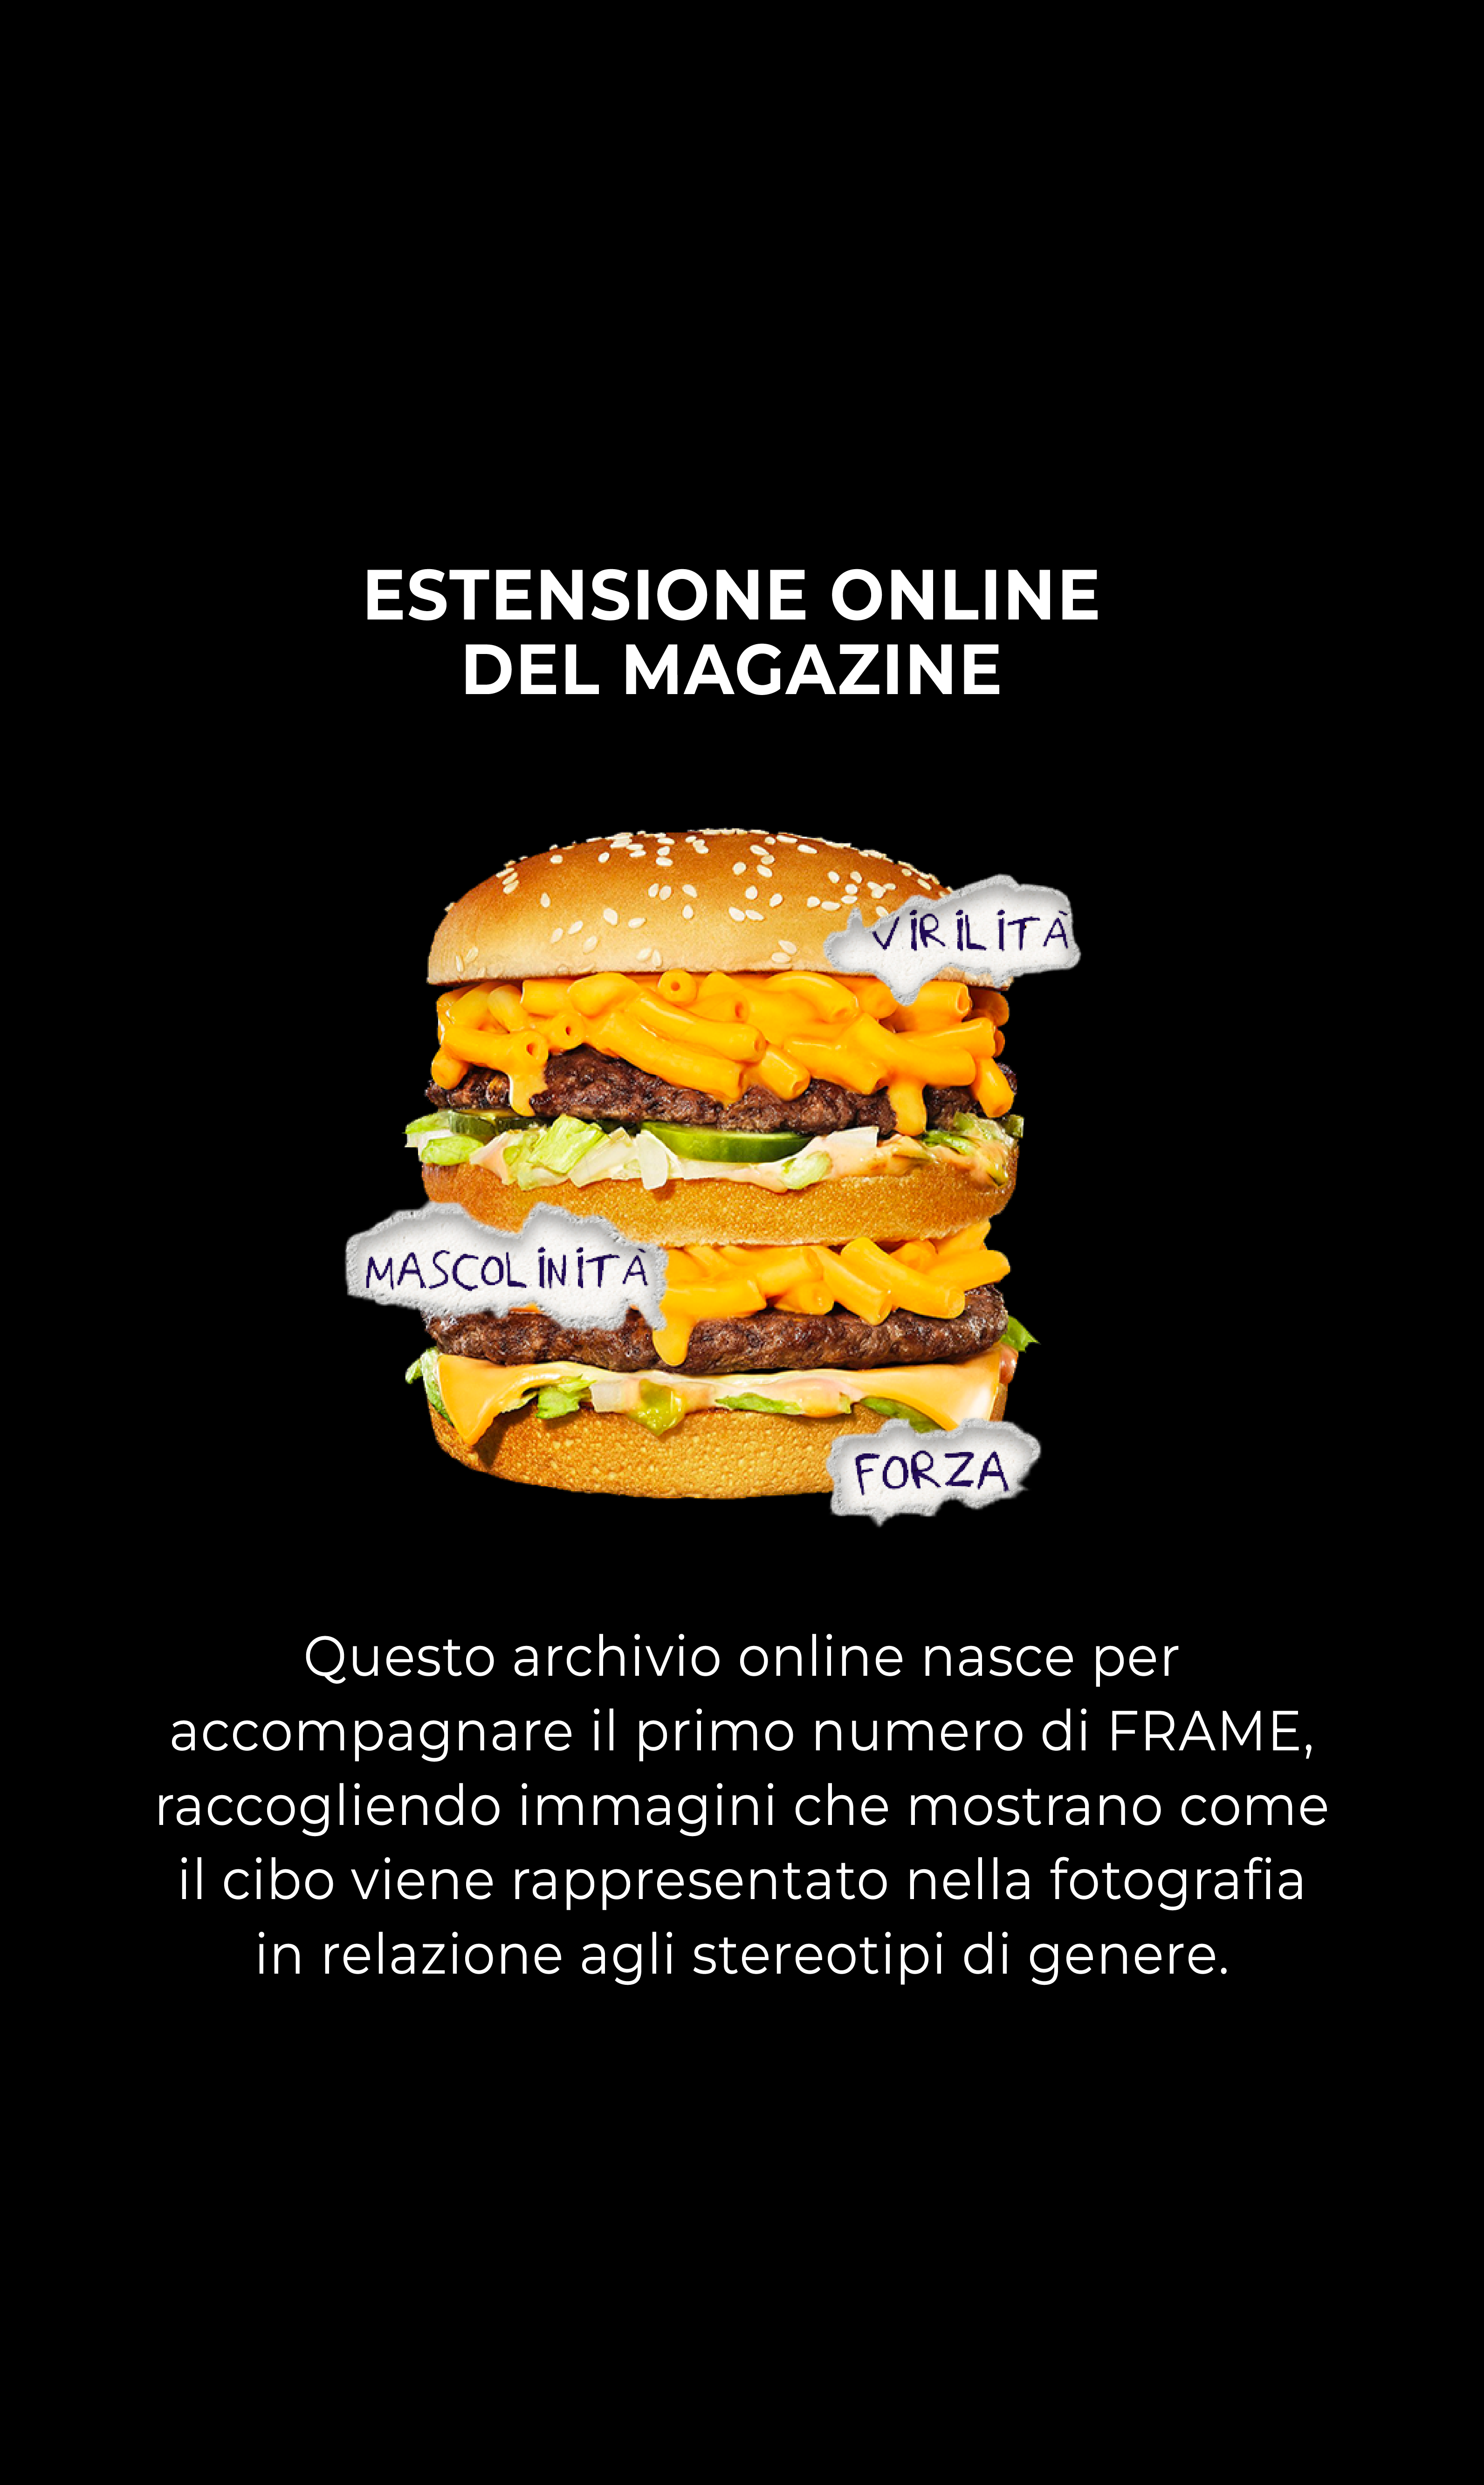 ESTENSIONE ONLINE
DEL MAGAZINE
VIRILITÀ
MASCOLINITÀ
FORZA
Questo archivio online nasce per
accompagnare il primo numero di FRAME,
raccogliendo immagini che mostrano come
il cibo viene rappresentato nella fotografia
in relazione agli stereotipi di genere.